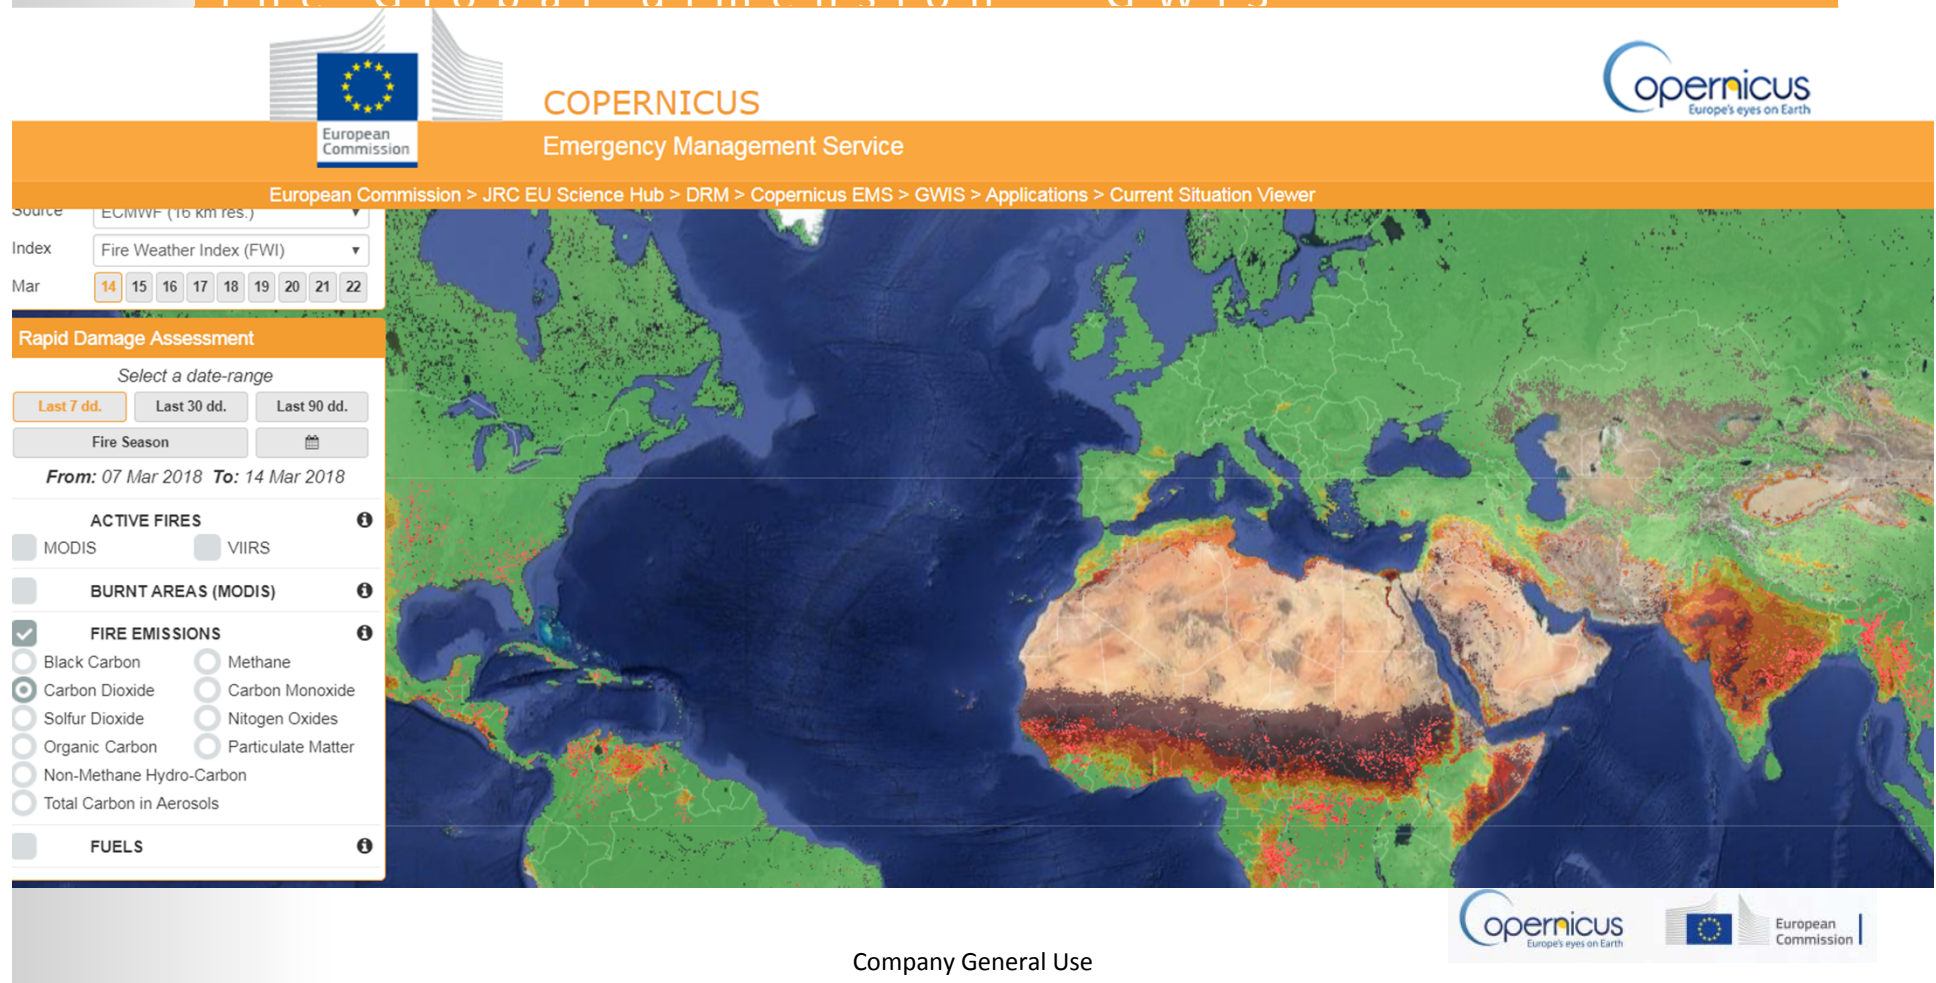 COPERNICUS
opernicus
Europe's eyes on Earth
European
Commission
Emergency Management Service
European Commission > JRC EU Science Hub > DRM > Copernicus EMS > GWIS > Applications > Current Situation Viewer
Source ECMWF (16 km res.)
Index Fire Weather Index (FWI)
Mar 14 15 16 17 18 19 20 21 22
Rapid Damage Assessment
Select a date-range
Last 7 dd. Last 30 dd. Last 90 dd.
Fire Season
From: 07 Mar 2018 To: 14 Mar 2018
ACTIVE FIRES
MODIS VIIRS
BURNT AREAS (MODIS)
FIRE EMISSIONS
Black Carbon Methane
Carbon Dioxide Carbon Monoxide
Solfur Dioxide Nitogen Oxides
Organic Carbon Particulate Matter
Non-Methane Hydro-Carbon
Total Carbon in Aerosols
FUELS
opernicus
Europe's eyes on Earth
European
Commission
Company General Use